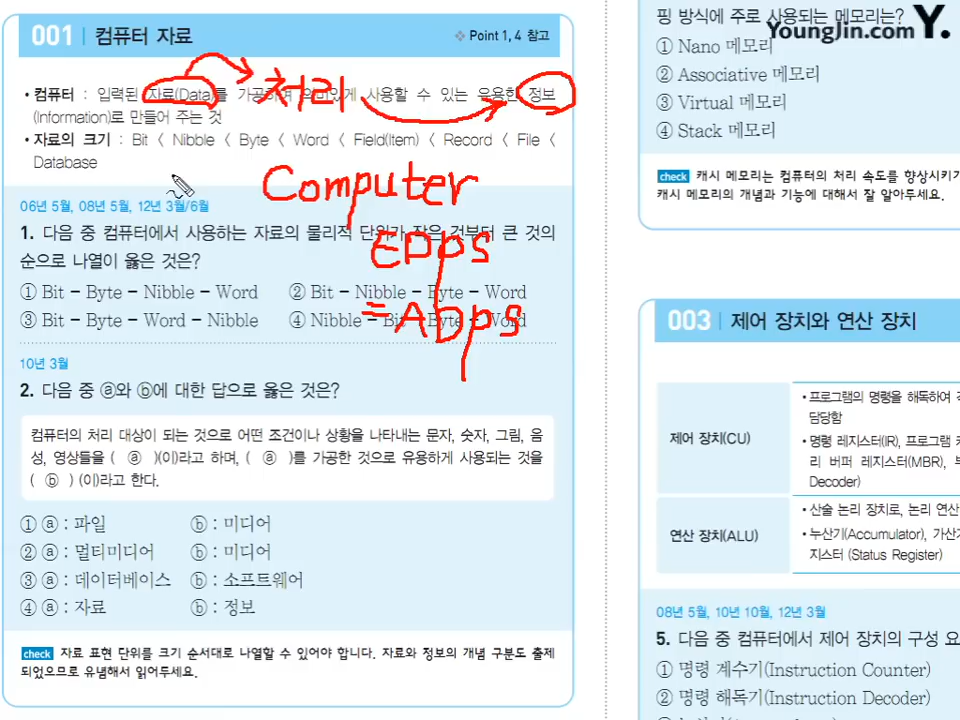 001 컴퓨터 자료
❖ Point 1, 4 참고
• 컴퓨터 : 입력된 자료(Data)를 가공하여 의미있게 사용할 수 있는 유용한 정보
(Information)로 만들어 주는 것
• 자료의 크기 : Bit < Nibble < Byte < Word < Field(Item) < Record < File <
Database
처리
Computer
EDPS
=ADPS
06년 5월, 08년 5월, 12년 3월/6월
1. 다음 중 컴퓨터에서 사용하는 자료의 물리적 단위가 작은 것부터 큰 것의
순으로 나열이 옳은 것은?
① Bit – Byte – Nibble – Word ② Bit – Nibble – Byte – Word
③ Bit – Byte – Word – Nibble ④ Nibble – Bit – Byte – Word
10년 3월
2. 다음 중 ⓐ와 ⓑ에 대한 답으로 옳은 것은?
컴퓨터의 처리 대상이 되는 것으로 어떤 조건이나 상황을 나타내는 문자, 숫자, 그림, 음
성, 영상들을 ( ⓐ )(이)라고 하며, ( ⓐ )를 가공한 것으로 유용하게 사용되는 것을
( ⓑ ) (이)라고 한다.
① ⓐ : 파일 ⓑ : 미디어
② ⓐ : 멀티미디어 ⓑ : 미디어
③ ⓐ : 데이터베이스 ⓑ : 소프트웨어
④ ⓐ : 자료 ⓑ : 정보
check 자료 표현 단위를 크기 순서대로 나열할 수 있어야 합니다. 자료와 정보의 개념 구분도 출제
되었으므로 유념해서 읽어두세요.
핑 방식에 주로 사용되는 메모리는?
YoungJin.com Y.
① Nano 메모리
② Associative 메모리
③ Virtual 메모리
④ Stack 메모리
check 캐시 메모리는 컴퓨터의 처리 속도를 향상시키기
캐시 메모리의 개념과 기능에 대해서 잘 알아두세요.
003 제어 장치와 연산 장치
제어 장치(CU)
• 프로그램의 명령을 해독하여 각
담당함
• 명령 레지스터(IR), 프로그램
리 버퍼 레지스터(MBR),
Decoder)
연산 장치(ALU)
• 산술 논리 장치로, 논리 연산
• 누산기(Accumulator), 가산기
지스터 (Status Register)
08년 5월, 10년 10월, 12년 3월
5. 다음 중 컴퓨터에서 제어 장치의 구성 요
① 명령 계수기(Instruction Counter)
② 명령 해독기(Instruction Decoder)